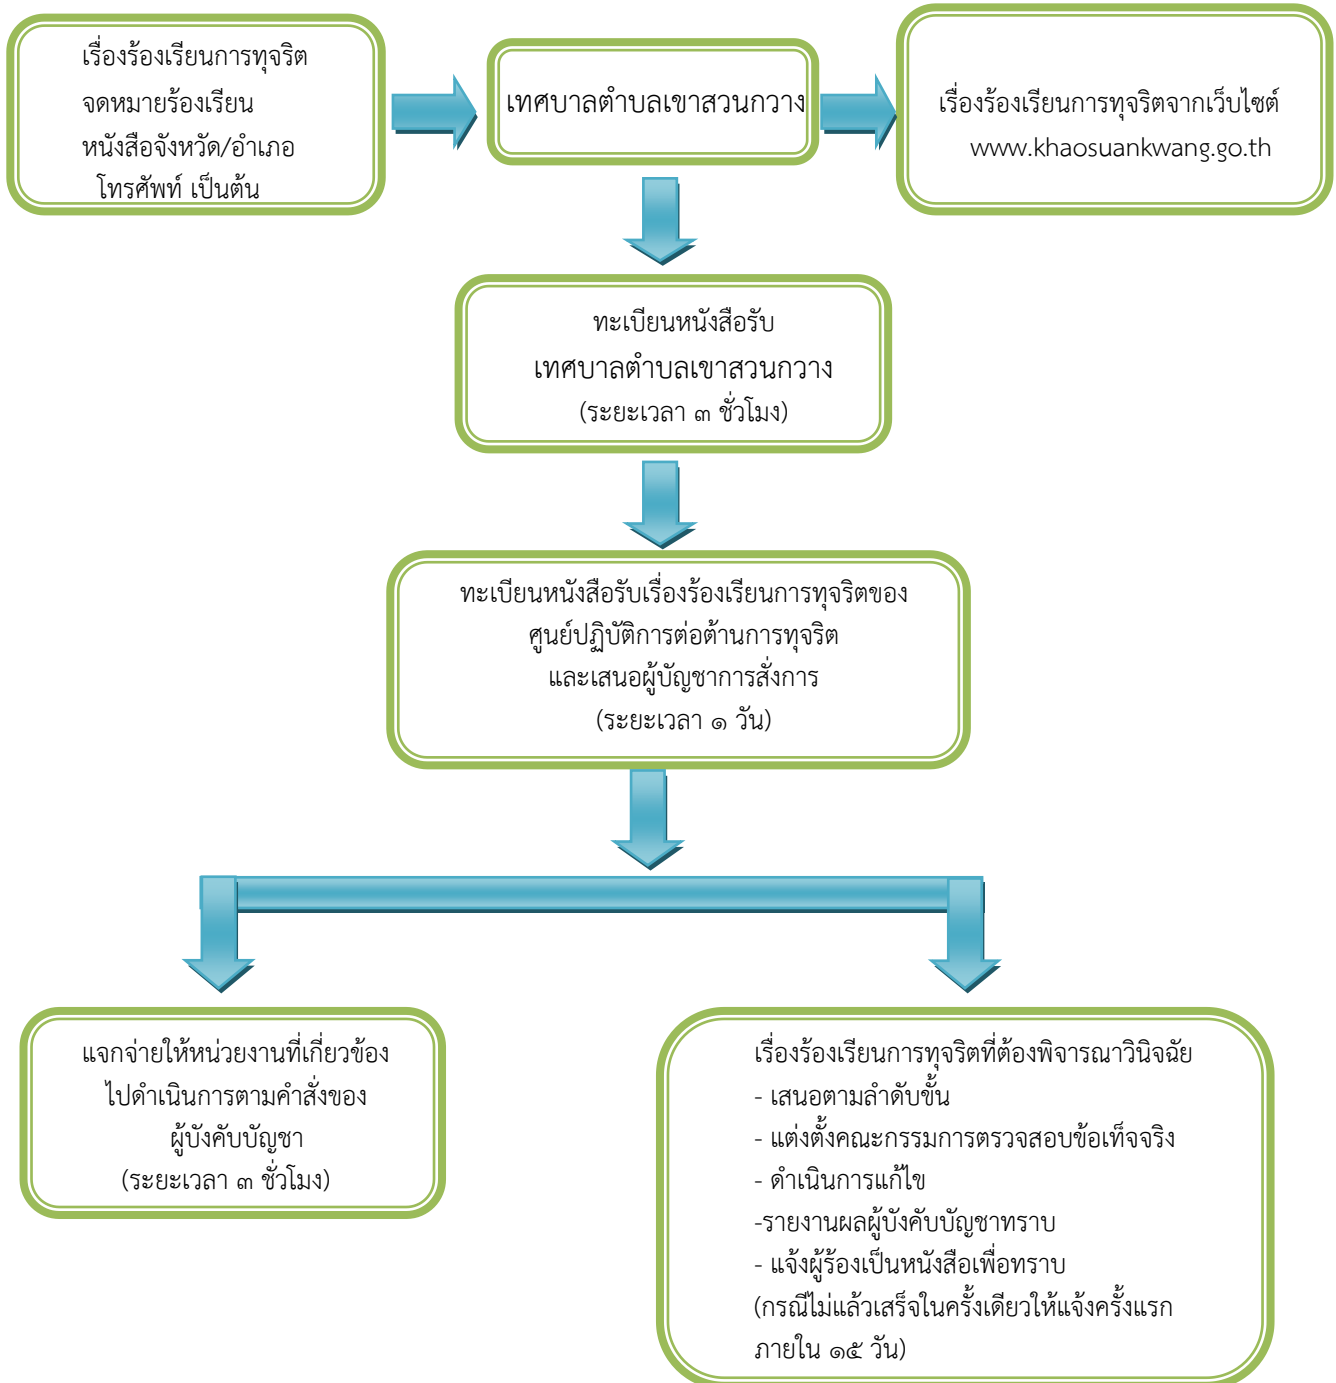 เรื่องร้องเรียนการทุจริต
จดหมายร้องเรียน
หนังสือจังหวัด/อำเภอ
โทรศัพท์ เป็นต้น
เทศบาลตำบลเขาสวนกวาง
เรื่องร้องเรียนการทุจริตจากเว็บไซต์
www.khaosuankwang.go.th
ทะเบียนหนังสือรับ
เทศบาลตำบลเขาสวนกวาง
(ระยะเวลา ๓ ชั่วโมง)
ทะเบียนหนังสือรับเรื่องร้องเรียนการทุจริตของ
ศูนย์ปฏิบัติการต่อต้านการทุจริต
และเสนอผู้บัญชาการสั่งการ
(ระยะเวลา ๑ วัน)
แจกจ่ายให้หน่วยงานที่เกี่ยวข้อง
ไปดำเนินการตามคำสั่งของ
ผู้บังคับบัญชา
(ระยะเวลา ๓ ชั่วโมง)
เรื่องร้องเรียนการทุจริตที่ต้องพิจารณาวินิจฉัย
- เสนอตามลำดับขั้น
- แต่งตั้งคณะกรรมการตรวจสอบข้อเท็จจริง
- ดำเนินการแก้ไข
-รายงานผลผู้บังคับบัญชาทราบ
- แจ้งผู้ร้องเป็นหนังสือเพื่อทราบ
(กรณีไม่แล้วเสร็จในครั้งเดียวให้แจ้งครั้งแรก
ภายใน ๑๕ วัน)